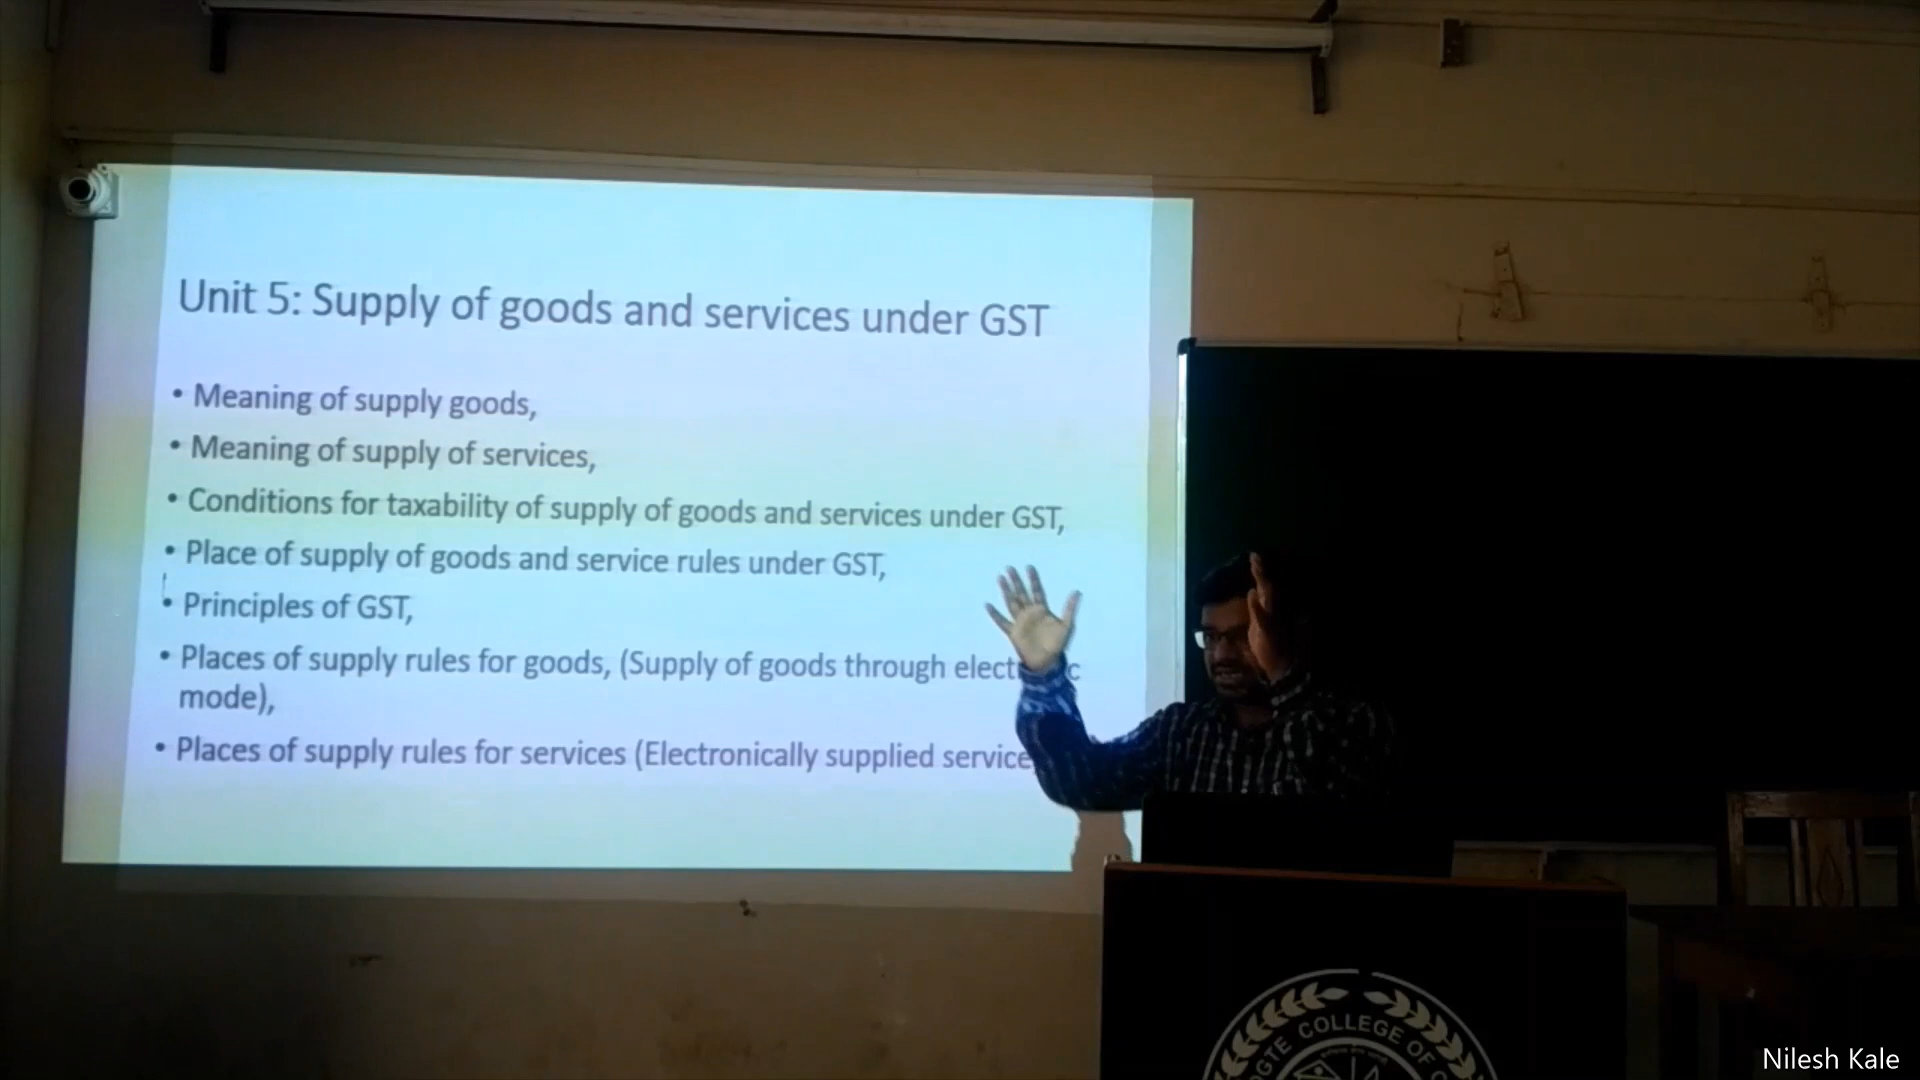 Unit 5: Supply of goods and services under GST
• Meaning of supply goods,
• Meaning of supply of services,
• Conditions for taxability of supply of goods and services under GST,
• Place of supply of goods and service rules under GST,
• Principles of GST,
• Places of supply rules for goods, (Supply of goods through
mode),
• Places of supply rules for services (Electronically supplied
COLLEGE OF
Nilesh Kale